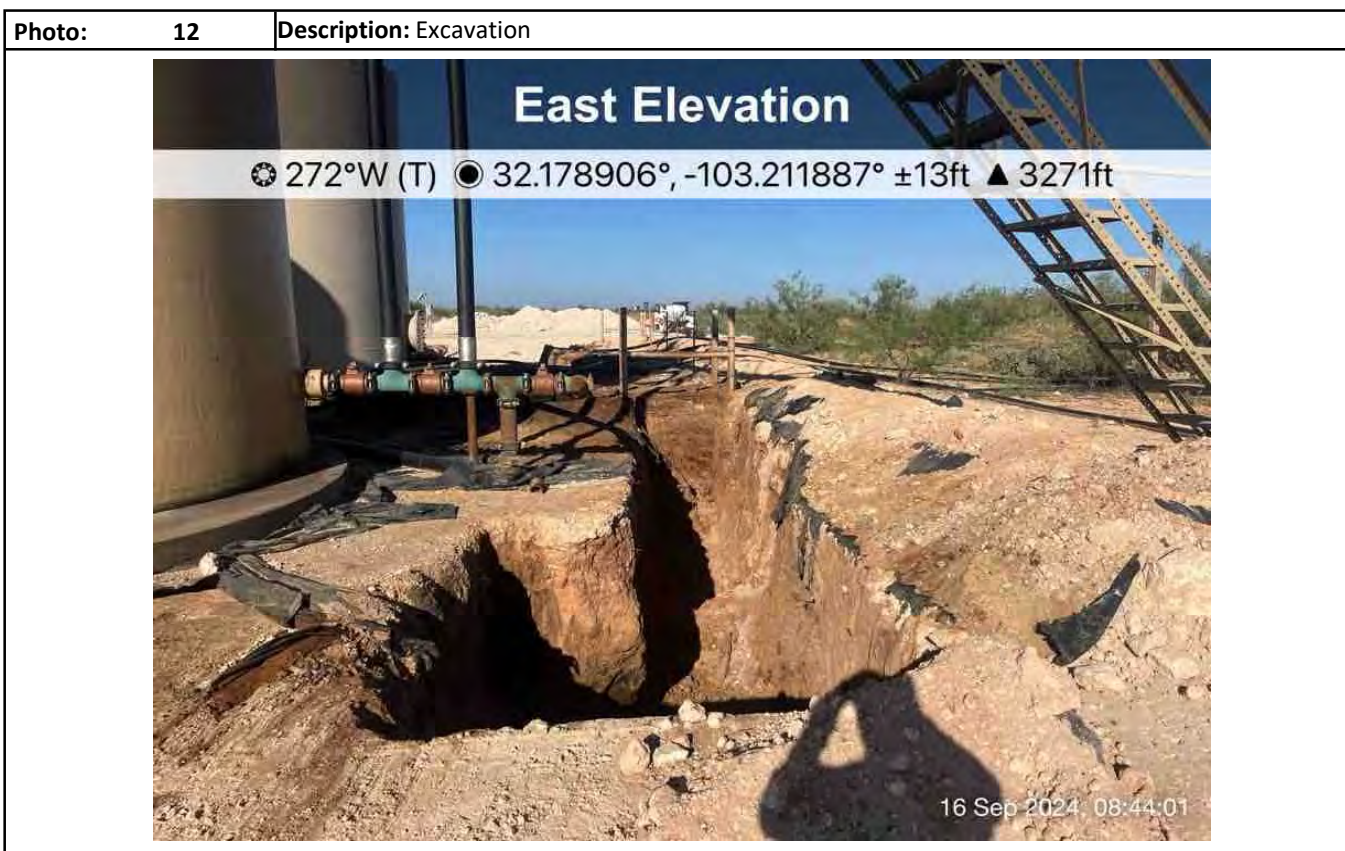 Photo: 12 Description: Excavation
East Elevation
272°W (T) 32.178906°, -103.211887° ±13ft ▲ 3271ft
16 Sep 2024, 08:44:01